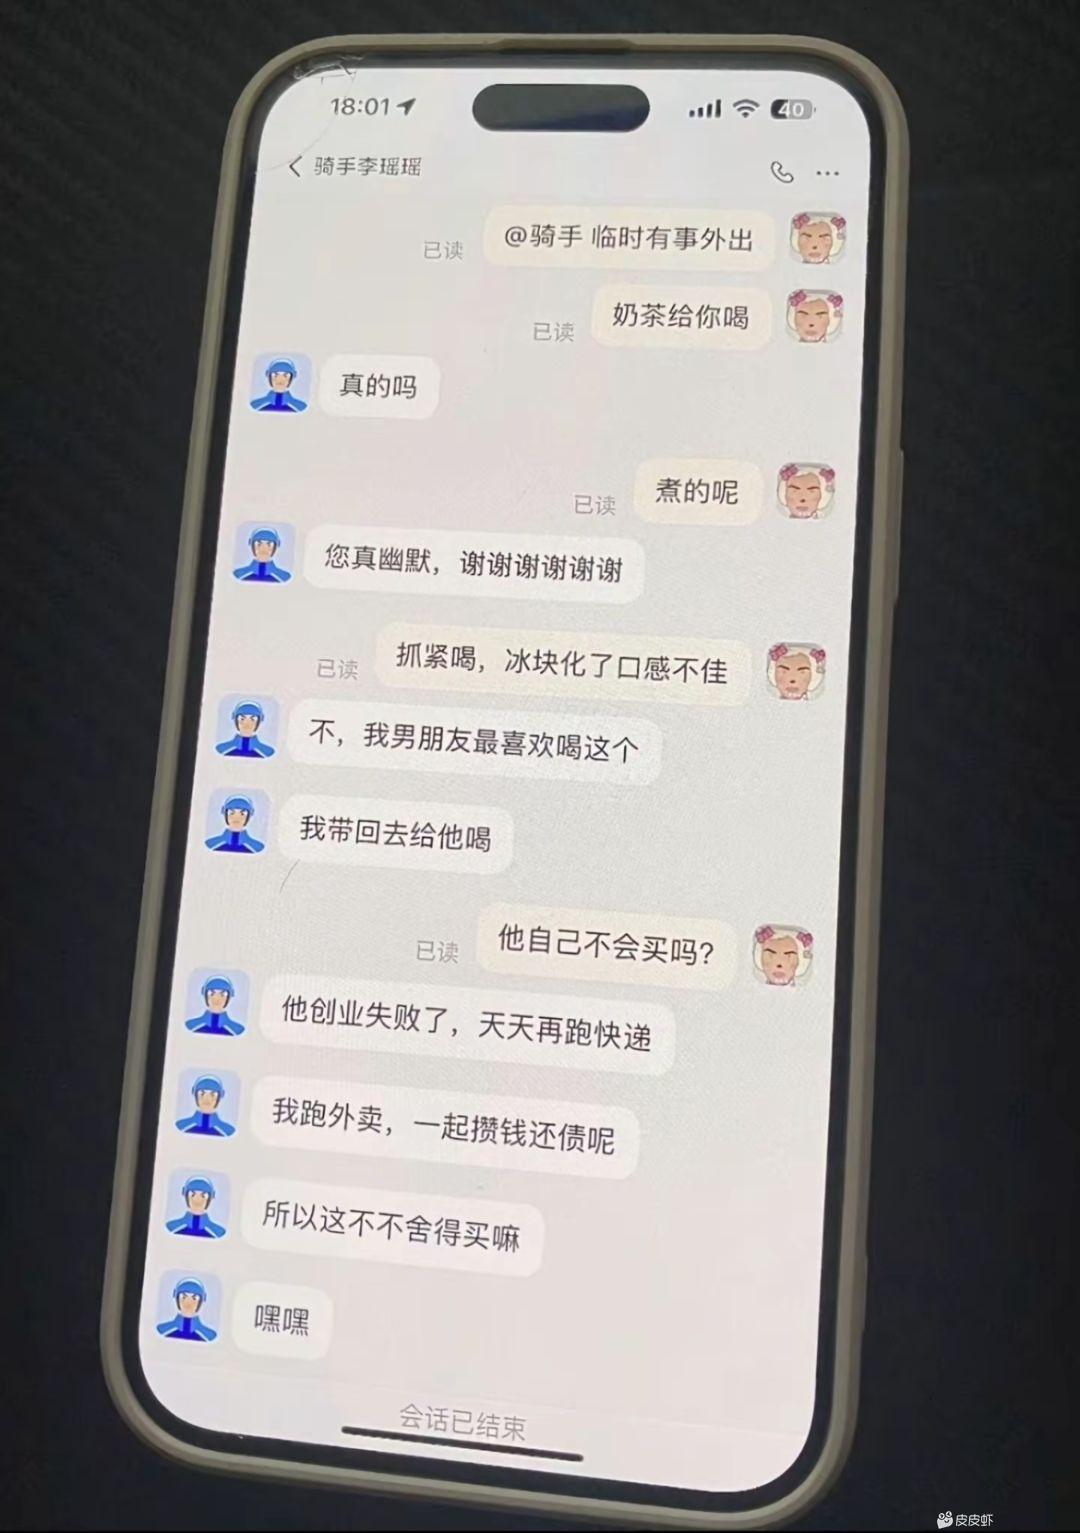 18:01
40
骑手李瑶瑶
@骑手 临时有事外出
已读
奶茶给你喝
已读
真的吗
煮的呢
已读
您真幽默，谢谢谢谢谢谢
抓紧喝，冰块化了口感不佳
已读
不，我男朋友最喜欢喝这个
我带回去给他喝
他自己不会买吗？
已读
他创业失败了，天天再跑快递
我跑外卖，一起攒钱还债呢
所以这不不舍得买嘛
嘿嘿
会话已结束
皮皮虾